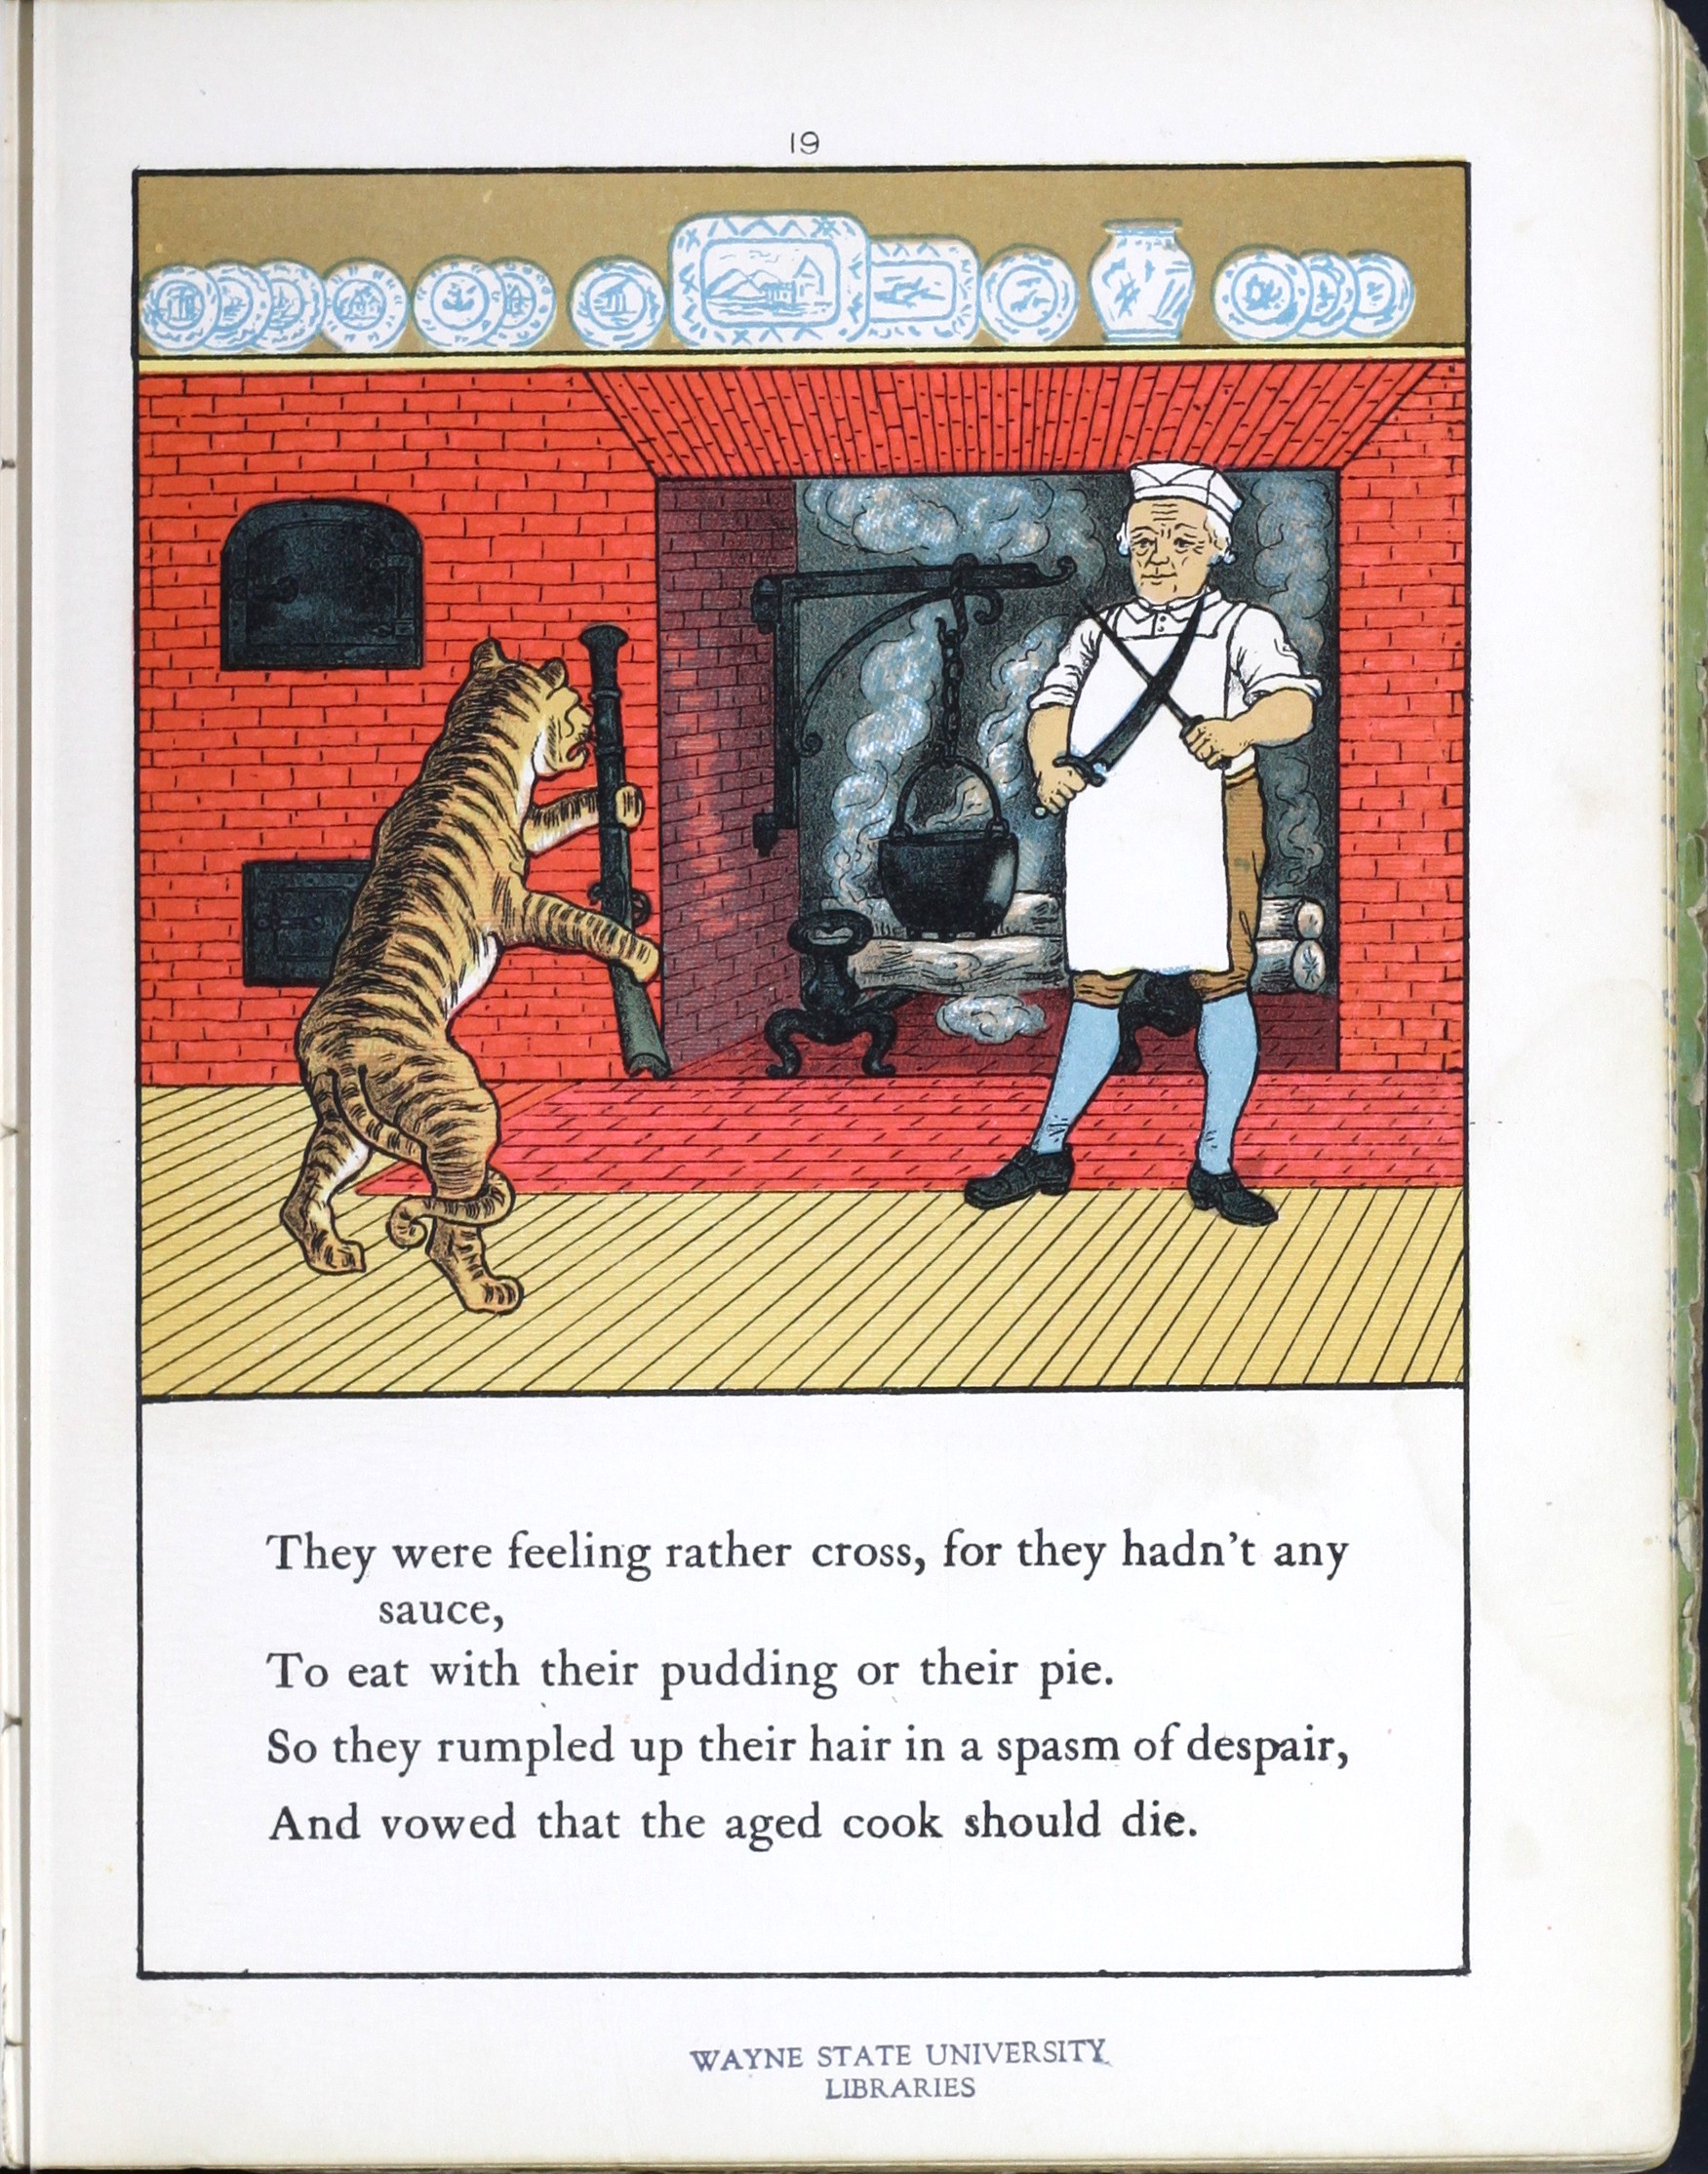 19
They were feeling rather cross, for they hadn't any
sauce,
To eat with their pudding or their pie.
So they rumpled up their hair in a spasm of despair,
And vowed that the aged cook should die.
WAYNE STATE UNIVERSITY
LIBRARIES